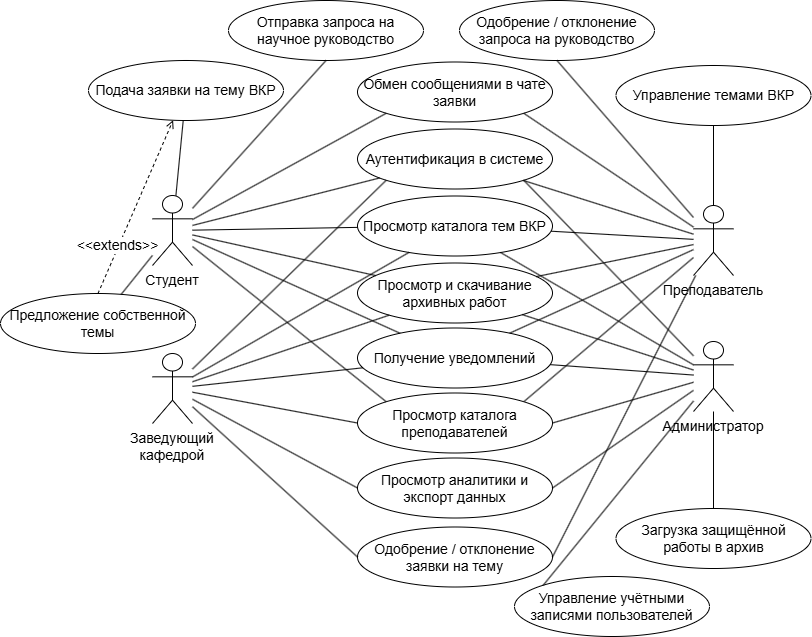 Отправка запроса на
научное руководство
Одобрение / отклонение
запроса на руководство
Подача заявки на тему ВКР
Обмен сообщениями в чате
заявки
Управление темами ВКР
Аутентификация в системе
Просмотр каталога тем ВКР
<<extends>>
Студент
Преподаватель
Просмотр и скачивание
архивных работ
Предложение собственной
темы
Получение уведомлений
Заведующий
кафедрой
Просмотр каталога
преподавателей
Администратор
Просмотр аналитики и
экспорт данных
Загрузка защищённой
работы в архив
Одобрение / отклонение
заявки на тему
Управление учётными
записями пользователей